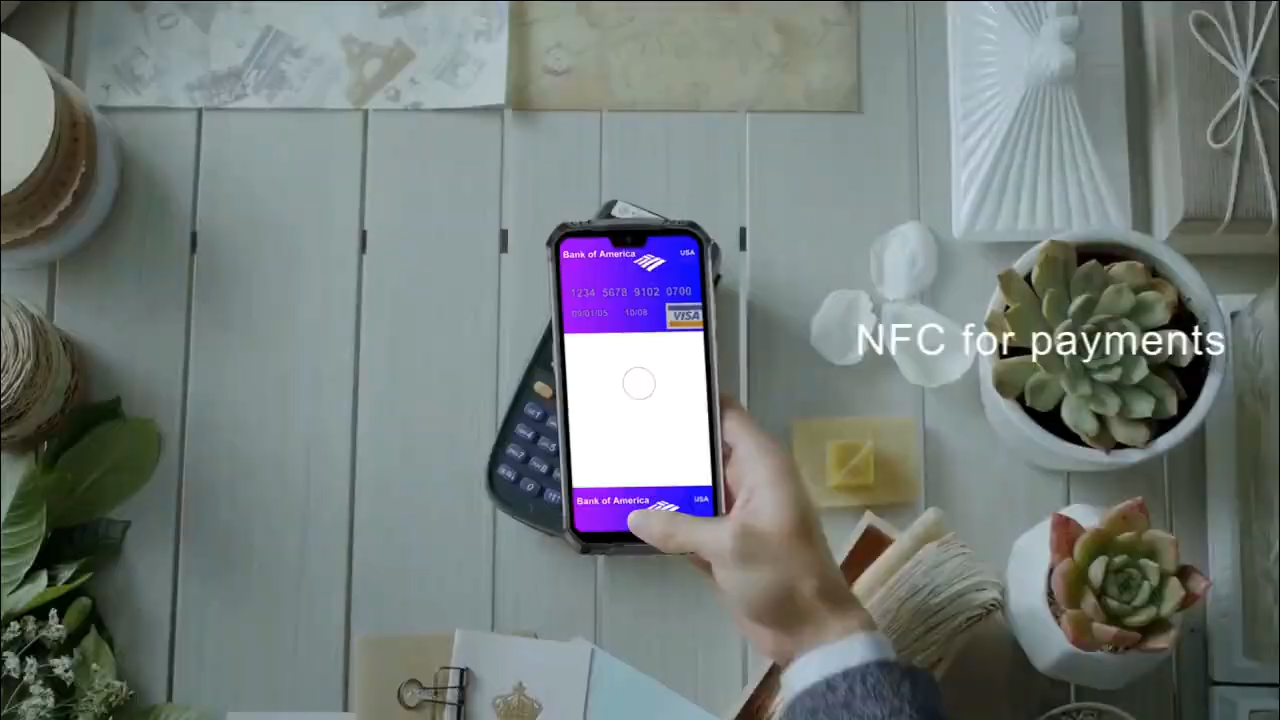 Bank of America
USA
1234 5678 9102 0700
09/01/05 10/08
VISA
NFC for payments
0
Bank of America
USA